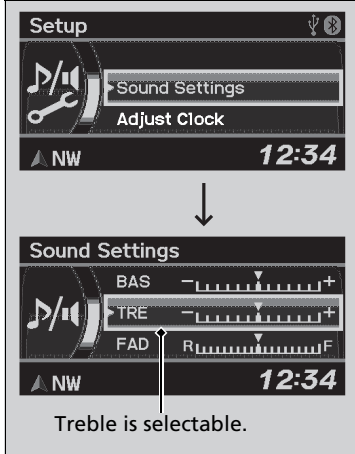 Setup
Sound Settings
Adjust Clock
NW 12:34
Sound Settings
BAS − +
TRE − +
FAD R F
NW 12:34
Treble is selectable.